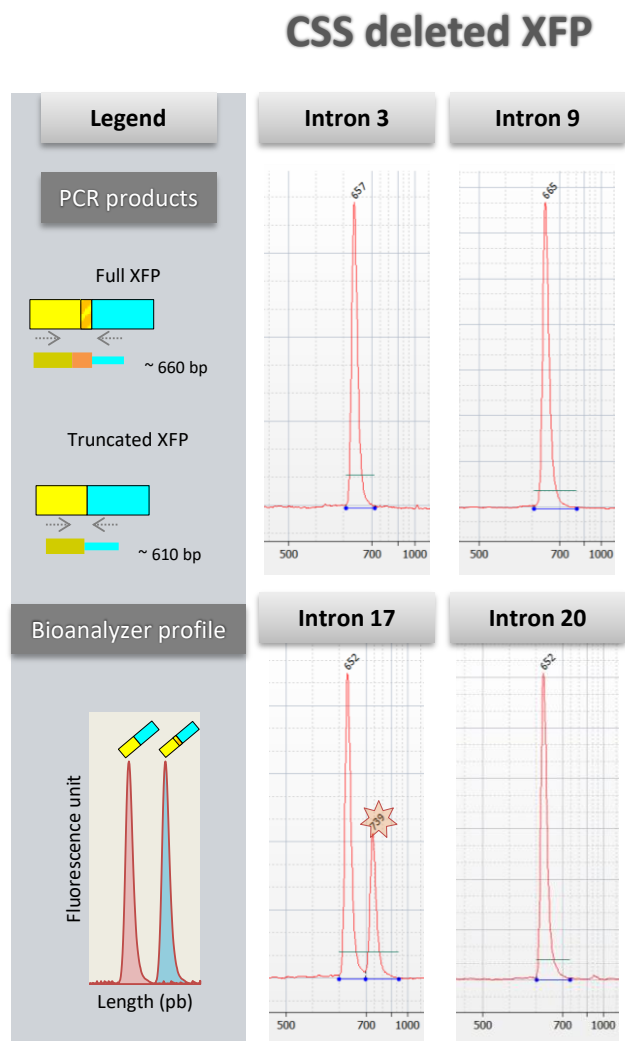 CSS deleted XFP
Legend
PCR products
Full XFP
~ 660 bp
Truncated XFP
~ 610 bp
Bioanalyzer profile
Fluorescence unit
Length (pb)
Intron 3
657
500 700 1000
Intron 9
665
500 700 1000
Intron 17
652
739
500 700 1000
Intron 20
652
500 700 1000